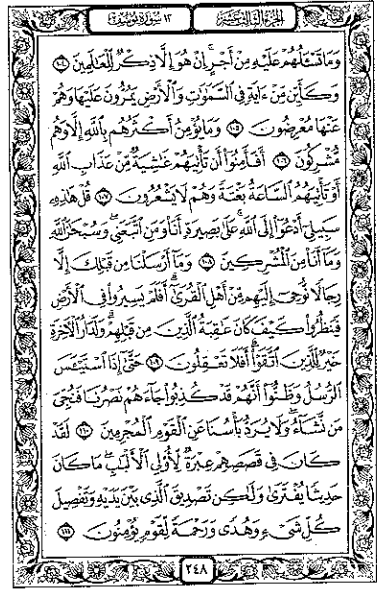 الجزء الثالث عشر
١٢ سورة يوسف
وَمَا تَسْـَٔلُهُمْ عَلَيْهِ مِنْ أَجْرٍ إِنْ هُوَ إِلَّا ذِكْرٌ لِّلْعَـٰلَمِينَ ١٠٤
وَكَأَيِّن مِّنْ ءَايَةٍ فِي ٱلسَّمَـٰوَٰتِ وَٱلْأَرْضِ يَمُرُّونَ عَلَيْهَا وَهُمْ
عَنْهَا مُعْرِضُونَ ١٠٥ وَمَا يُؤْمِنُ أَكْثَرُهُم بِٱللَّهِ إِلَّا وَهُم
مُّشْرِكُونَ ١٠٦ أَفَأَمِنُوٓا۟ أَن تَأْتِيَهُمْ غَـٰشِيَةٌ مِّنْ عَذَابِ ٱللَّهِ
أَوْ تَأْتِيَهُمُ ٱلسَّاعَةُ بَغْتَةً وَهُمْ لَا يَشْعُرُونَ ١٠٧ قُلْ هَـٰذِهِۦ
سَبِيلِىٓ أَدْعُوٓا۟ إِلَى ٱللَّهِ عَلَىٰ بَصِيرَةٍ أَنَا۠ وَمَنِ ٱتَّبَعَنِى وَسُبْحَـٰنَ ٱللَّهِ
وَمَآ أَنَا۠ مِنَ ٱلْمُشْرِكِينَ ١٠٨ وَمَآ أَرْسَلْنَا مِن قَبْلِكَ إِلَّا
رِجَالًا نُّوحِىٓ إِلَيْهِم مِّنْ أَهْلِ ٱلْقُرَىٰٓ أَفَلَمْ يَسِيرُوا۟ فِى ٱلْأَرْضِ
فَيَنظُرُوا۟ كَيْفَ كَانَ عَـٰقِبَةُ ٱلَّذِينَ مِن قَبْلِهِمْ وَلَدَارُ ٱلْـَٔاخِرَةِ
خَيْرٌ لِّلَّذِينَ ٱتَّقَوْا۟ أَفَلَا تَعْقِلُونَ ١٠٩ حَتَّىٰٓ إِذَا ٱسْتَيْـَٔسَ
ٱلرُّسُلُ وَظَنُّوٓا۟ أَنَّهُمْ قَدْ كُذِبُوا۟ جَآءَهُمْ نَصْرُنَا فَنُجِّىَ
مَن نَّشَآءُ وَلَا يُرَدُّ بَأْسُنَا عَنِ ٱلْقَوْمِ ٱلْمُجْرِمِينَ ١١٠ لَقَدْ
كَانَ فِى قَصَصِهِمْ عِبْرَةٌ لِّأُو۟لِى ٱلْأَلْبَـٰبِ مَا كَانَ
حَدِيثًا يُفْتَرَىٰ وَلَـٰكِن تَصْدِيقَ ٱلَّذِى بَيْنَ يَدَيْهِ وَتَفْصِيلَ
كُلِّ شَىْءٍ وَهُدًى وَرَحْمَةً لِّقَوْمٍ يُؤْمِنُونَ ١١١
٢٤٨